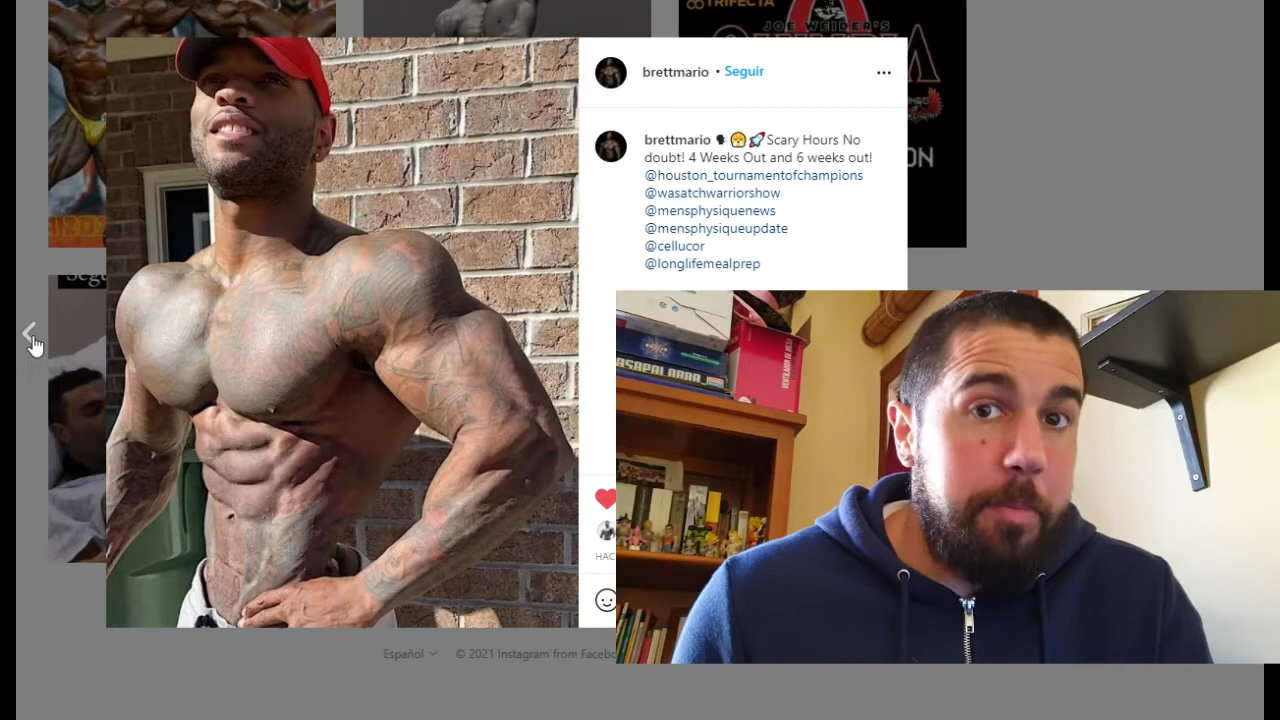 TRIFECTA
JOE WEIDER'S
brettmario • Seguir
brettmario Scary Hours No
doubt! 4 Weeks Out and 6 weeks out!
@houston_tournamentofchampions
@wasatchwarriorshow
@mensphysiquenews
@mensphysiqueupdate
@cellucor
@longlifemealprep
HAC
Español
© 2021 Instagram from Facebo